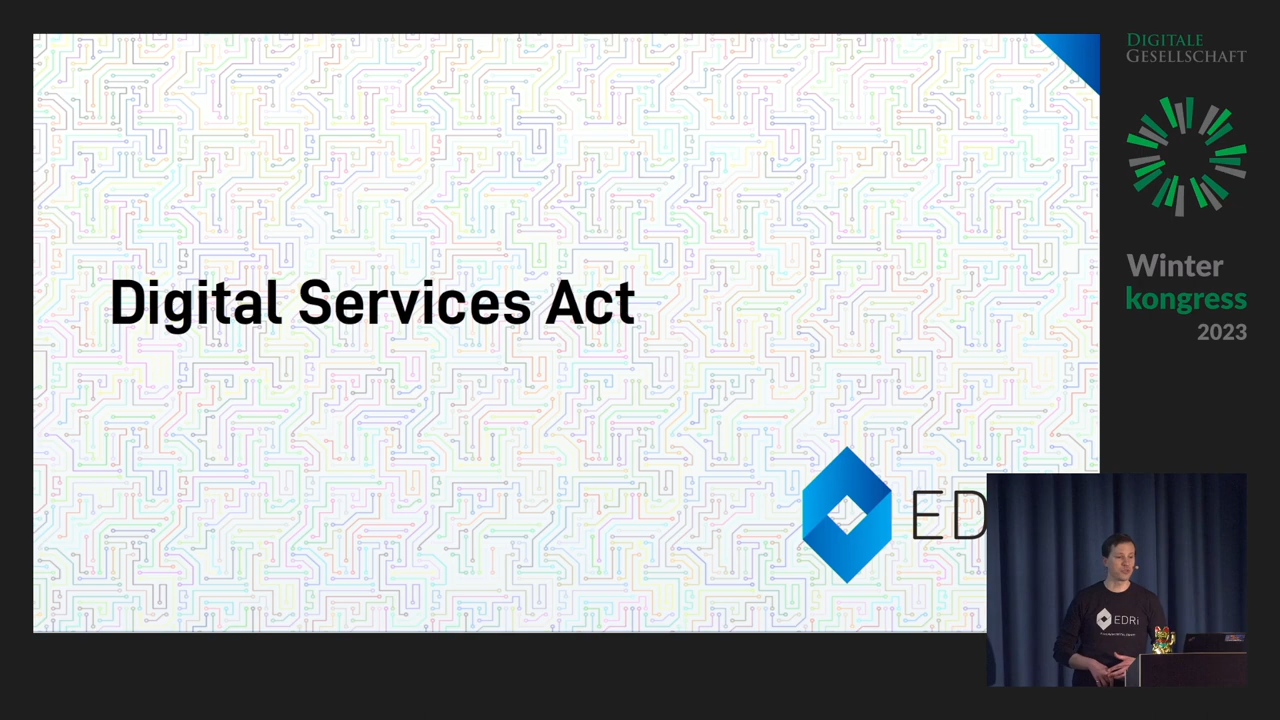 Digital Services Act
ED
DIGITALE
GESELLSCHAFT
Winter
kongress
2023
EDRi